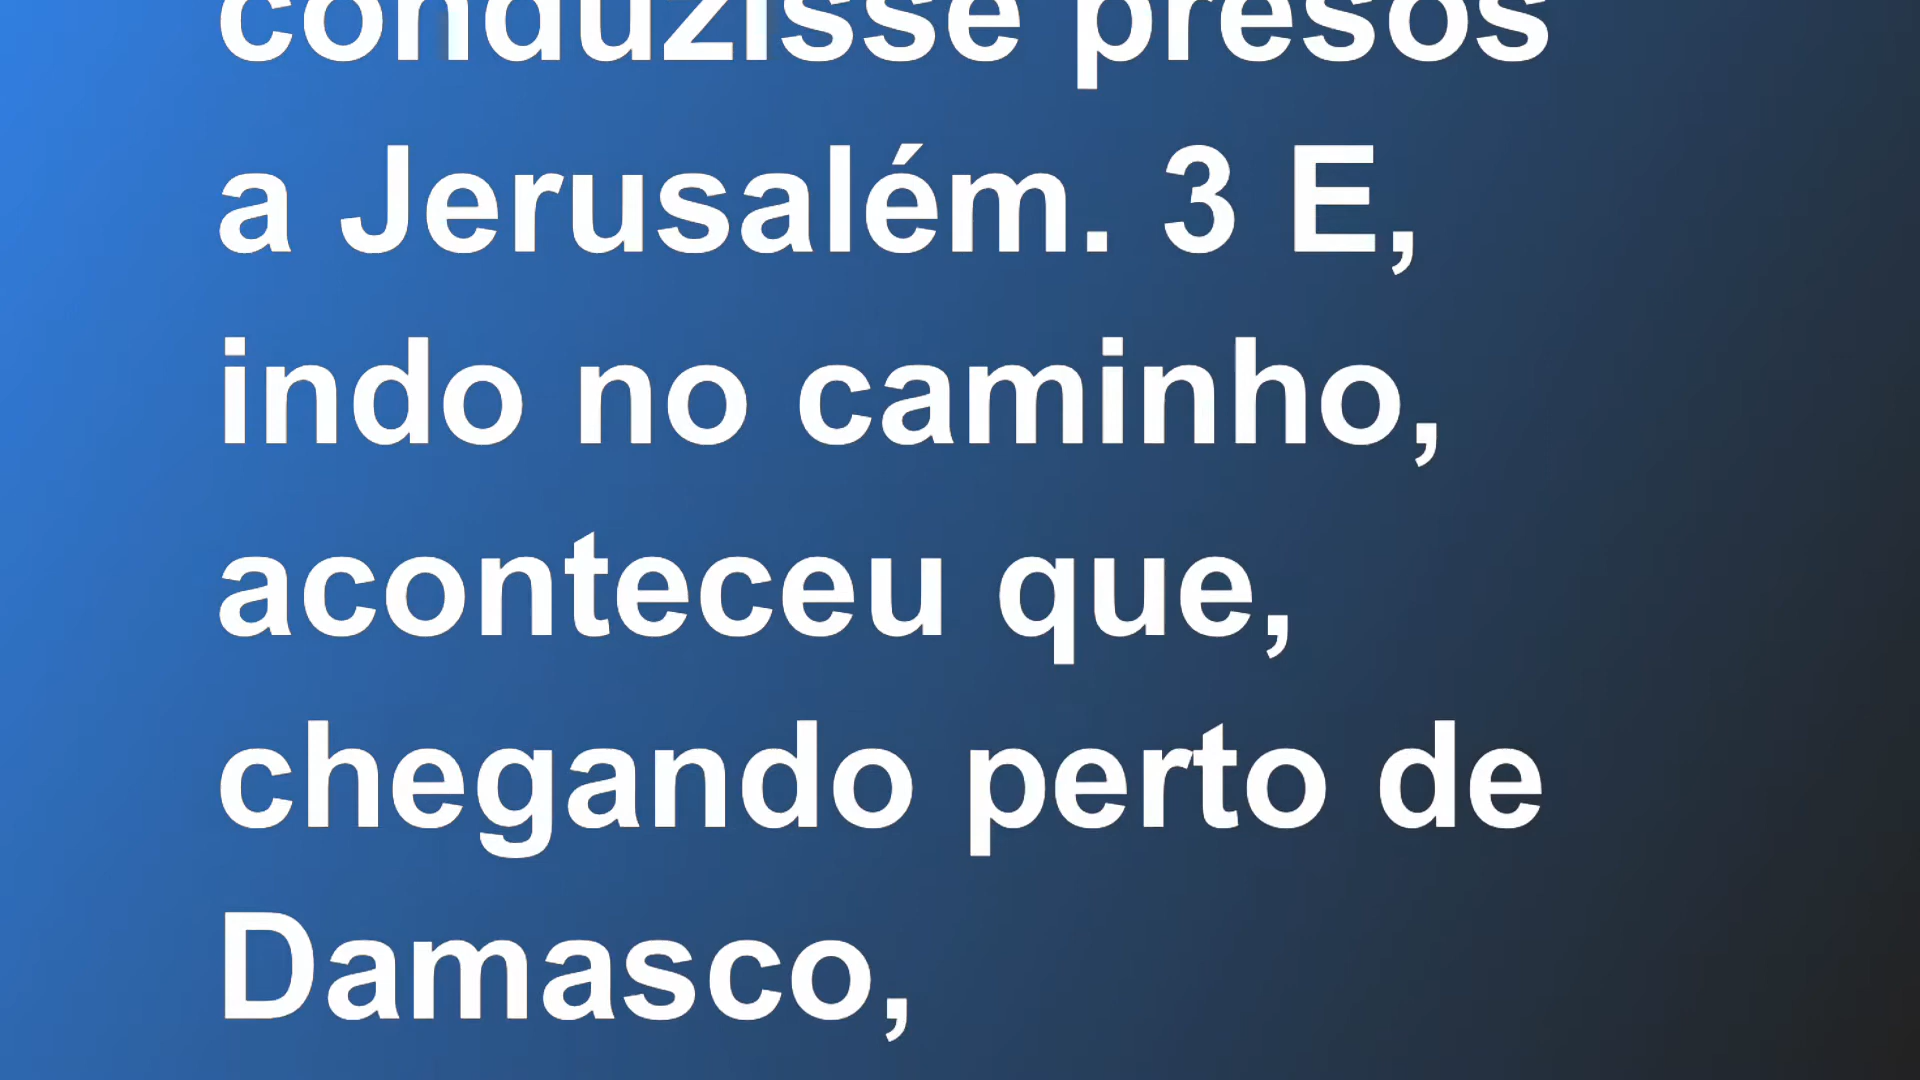 conduzisse presos
a Jerusalém. 3 E,
indo no caminho,
aconteceu que,
chegando perto de
Damasco,